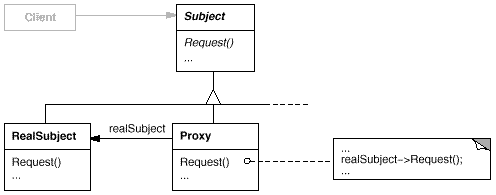 Client
Subject
Request()
...
realSubject
RealSubject
Request()
...
Proxy
Request()
...
...
realSubject->Request();
...